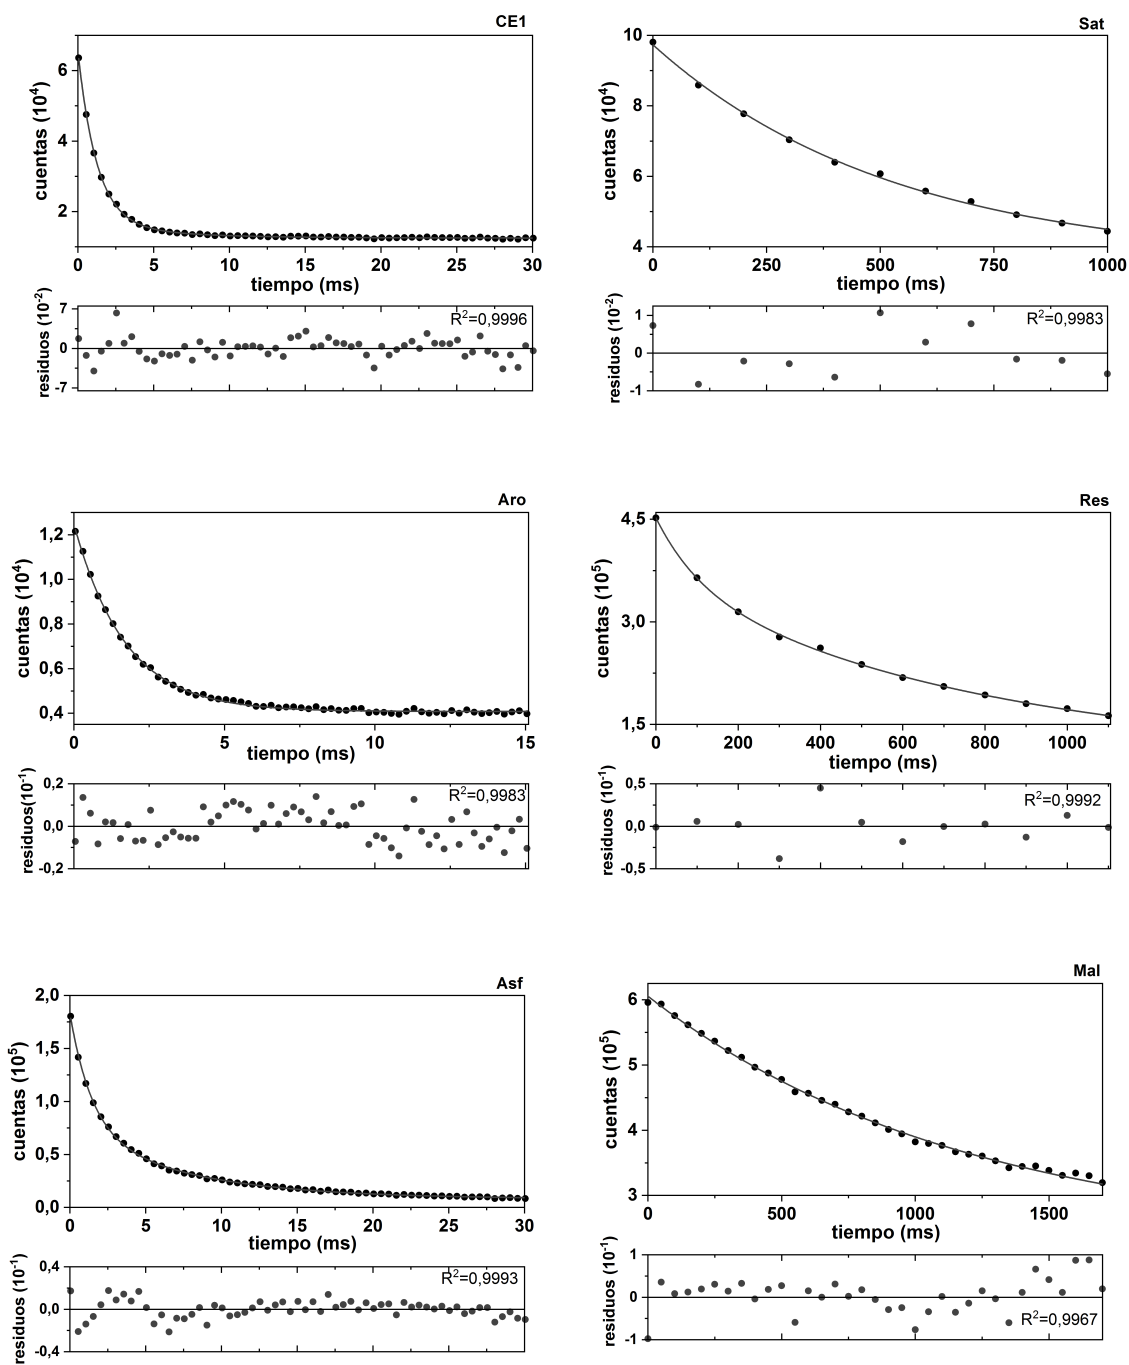 CE1
cuentas (10⁴)
6
4
2
0 5 10 15 20 25 30
tiempo (ms)
residuos (10⁻²)
7
0
-7
R²=0,9996
Sat
cuentas (10⁴)
10
8
6
4
0 250 500 750 1000
tiempo (ms)
residuos (10⁻²)
1
0
-1
R²=0,9983
Aro
cuentas (10⁴)
1,2
1,0
0,8
0,6
0,4
0 5 10 15
tiempo (ms)
residuos(10⁻¹)
0,2
0,0
-0,2
R²=0,9983
Res
cuentas (10⁵)
4,5
3,0
1,5
0 200 400 600 800 1000
tiempo (ms)
residuos (10⁻¹)
0,5
0,0
-0,5
R²=0,9992
Asf
cuentas (10⁵)
2,0
1,5
1,0
0,5
0,0
0 5 10 15 20 25 30
tiempo (ms)
residuos (10⁻¹)
0,4
0,0
-0,4
R²=0,9993
Mal
cuentas (10⁵)
6
5
4
3
0 500 1000 1500
tiempo (ms)
residuos (10⁻¹)
1
0
-1
R²=0,9967